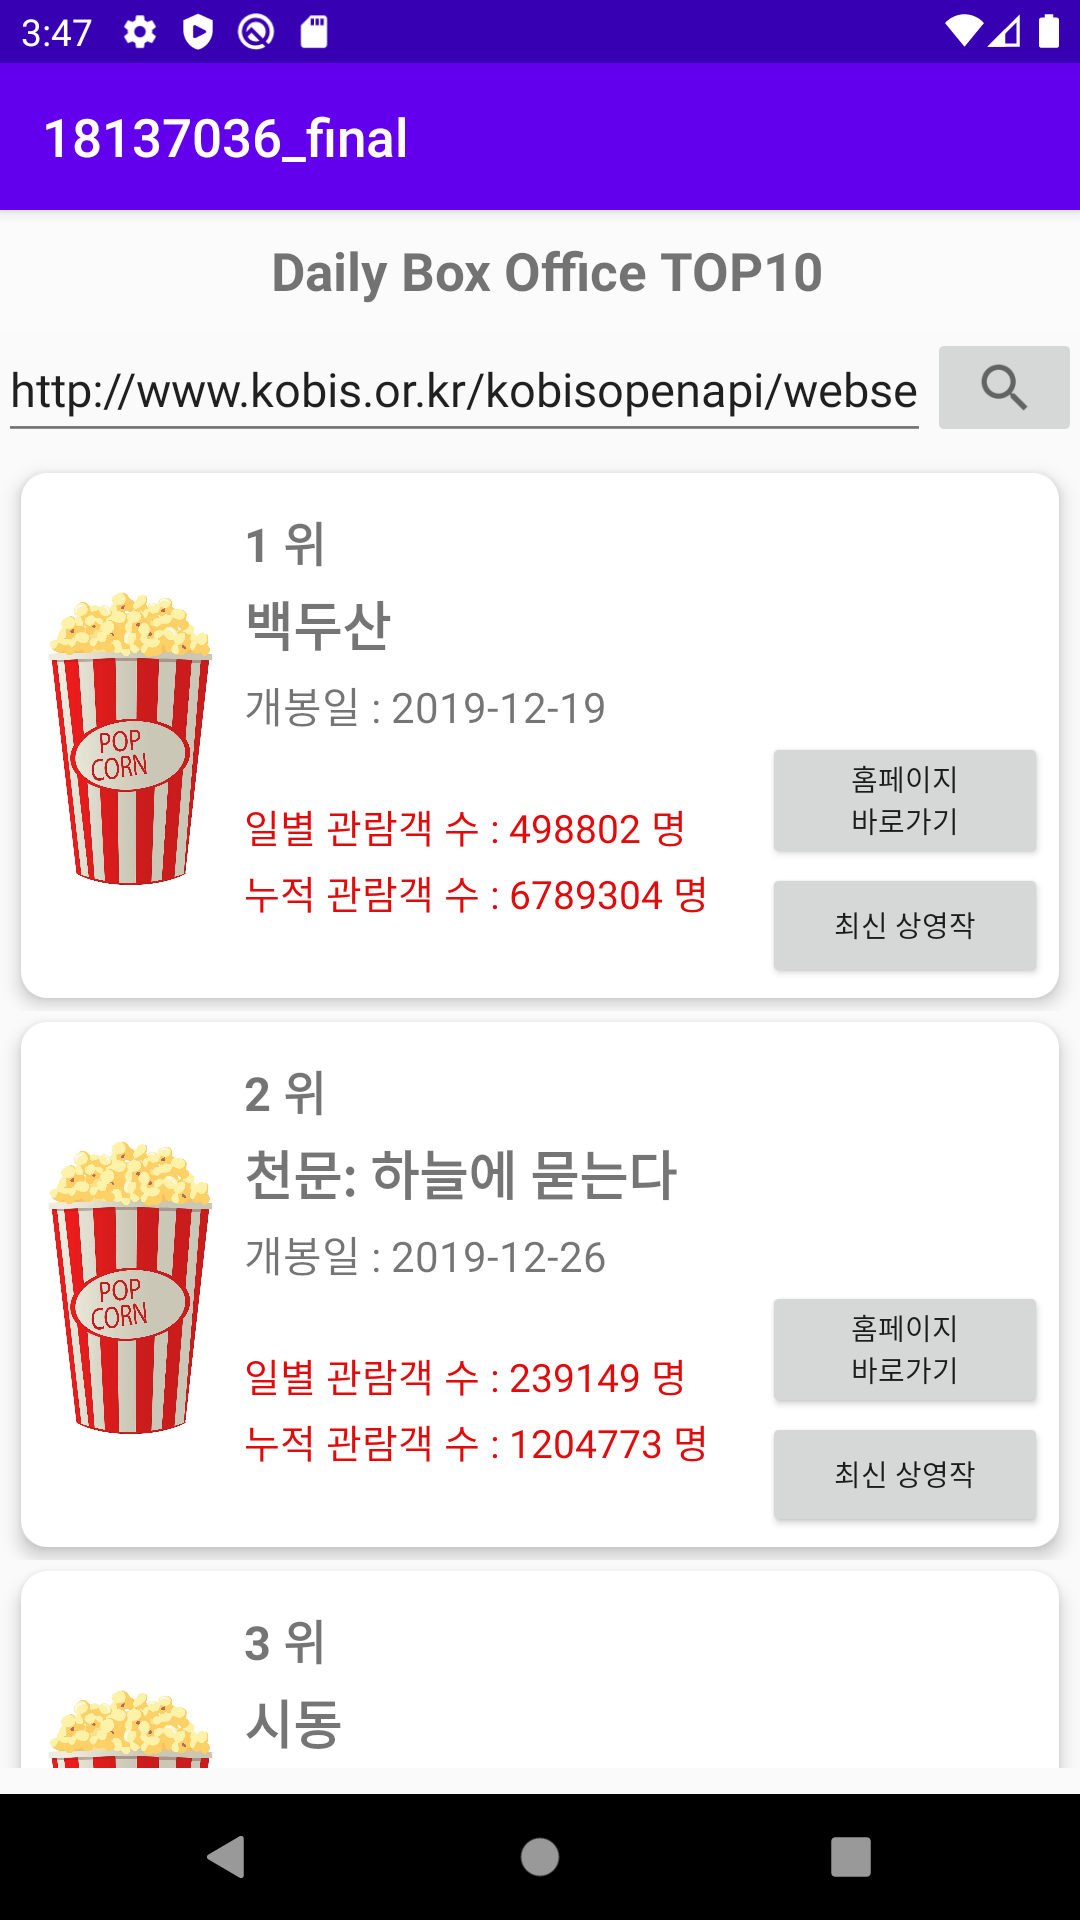 3:47
18137036_final
Daily Box Office TOP10
http://www.kobis.or.kr/kobisopenapi/webse
1 위
백두산
개봉일 : 2019-12-19
POP
CORN
홈페이지
바로가기
일별 관람객 수 : 498802 명
누적 관람객 수 : 6789304 명
최신 상영작
2 위
천문: 하늘에 묻는다
개봉일 : 2019-12-26
POP
CORN
홈페이지
바로가기
일별 관람객 수 : 239149 명
누적 관람객 수 : 1204773 명
최신 상영작
3 위
시동